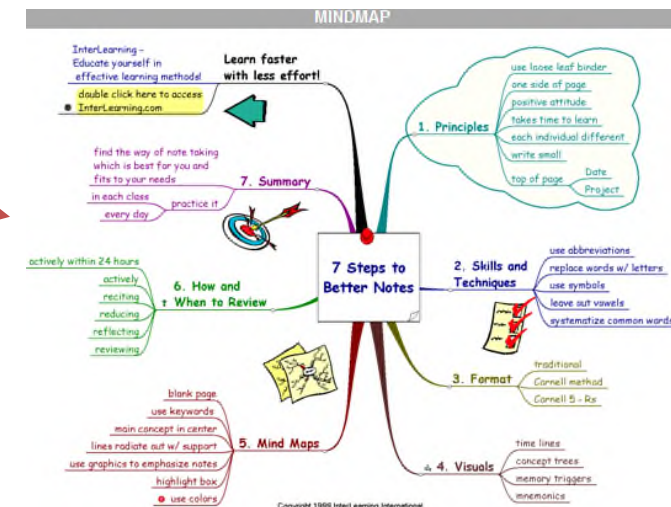 MINDMAP
InterLearning -
Educate yourself in
effective learning methods!
double click here to access
InterLearning.com
Learn faster
with less effort!
1. Principles
use loose leaf binder
one side of page
positive attitude
takes time to learn
each individual different
write small
top of page
Date
Project
7 Steps to
Better Notes
2. Skills and
Techniques
use abbreviations
replace words w/ letters
use symbols
leave out vowels
systematize common words
3. Format
traditional
Cornell method
Cornell 5 - Rs
4. Visuals
time lines
concept trees
memory triggers
mnemonics
5. Mind Maps
blank page
use keywords
main concept in center
lines radiate out w/ support
use graphics to emphasize notes
highlight box
use colors
6. How and
? When to Review
actively within 24 hours
actively
reciting
reducing
reflecting
reviewing
7. Summary
find the way of note taking
which is best for you and
fits to your needs
practice it
in each class
every day
Copyright 1998 InterLearning International